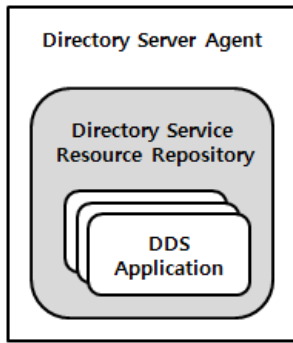 Directory Server Agent
Directory Service
Resource Repository
DDS
Application